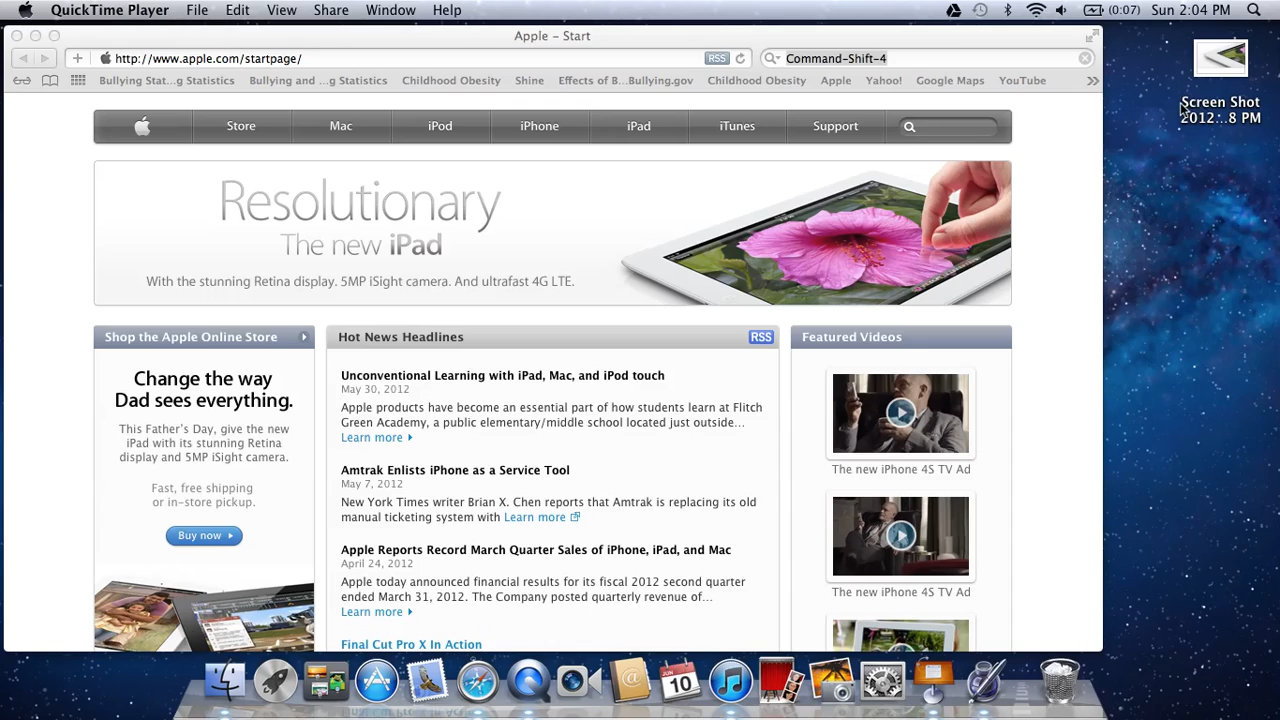 QuickTime Player File Edit View Share Window Help (0:07) Sun 2:04 PM
Apple – Start
http://www.apple.com/startpage/ RSS Command-Shift-4
Bullying Stat...g Statistics Bullying and ...g Statistics Childhood Obesity Shine Effects of B...Bullying.gov Childhood Obesity Apple Yahoo! Google Maps YouTube
Screen Shot
2012...8 PM
Store Mac iPod iPhone iPad iTunes Support
Resolutionary
The new iPad
With the stunning Retina display. 5MP iSight camera. And ultrafast 4G LTE.
Shop the Apple Online Store
Change the way
Dad sees everything.
This Father's Day, give the new
iPad with its stunning Retina
display and 5MP iSight camera.
Fast, free shipping
or in-store pickup.
Buy now
Hot News Headlines RSS
Unconventional Learning with iPad, Mac, and iPod touch
May 30, 2012
Apple products have become an essential part of how students learn at Flitch
Green Academy, a public elementary/middle school located just outside...
Learn more
Amtrak Enlists iPhone as a Service Tool
May 7, 2012
New York Times writer Brian X. Chen reports that Amtrak is replacing its old
manual ticketing system with Learn more
Apple Reports Record March Quarter Sales of iPhone, iPad, and Mac
April 24, 2012
Apple today announced financial results for its fiscal 2012 second quarter
ended March 31, 2012. The Company posted quarterly revenue of...
Learn more
Final Cut Pro X In Action
Featured Videos
The new iPhone 4S TV Ad
The new iPhone 4S TV Ad
JUN
10